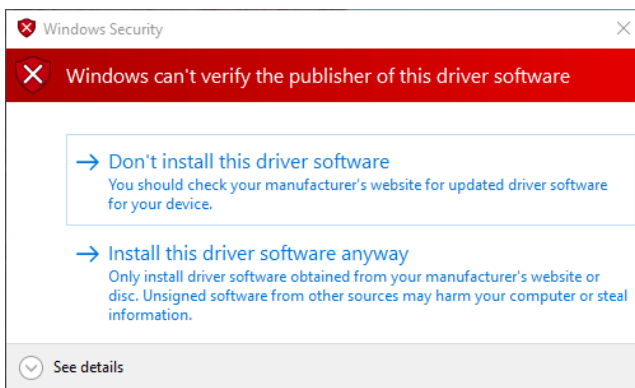 Windows Security
Windows can't verify the publisher of this driver software
Don't install this driver software
You should check your manufacturer's website for updated driver software
for your device.
Install this driver software anyway
Only install driver software obtained from your manufacturer's website or
disc. Unsigned software from other sources may harm your computer or steal
information.
See details